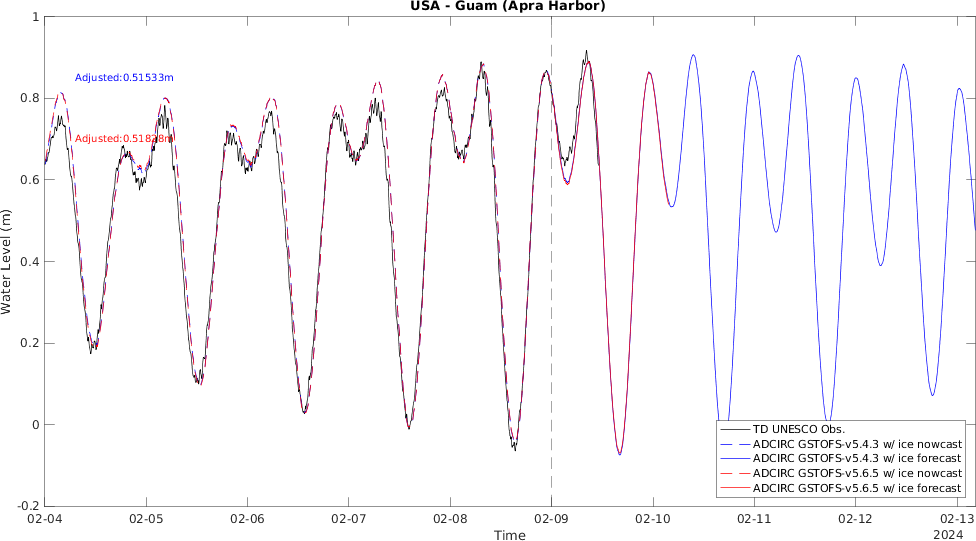 USA - Guam (Apra Harbor)
1
0.8
0.6
0.4
0.2
0
-0.2
Water Level (m)
Adjusted:0.51533m
Adjusted:0.51828m
TD UNESCO Obs.
ADCIRC GSTOFS-v5.4.3 w/ ice nowcast
ADCIRC GSTOFS-v5.4.3 w/ ice forecast
ADCIRC GSTOFS-v5.6.5 w/ ice nowcast
ADCIRC GSTOFS-v5.6.5 w/ ice forecast
02-04 02-05 02-06 02-07 02-08 02-09 02-10 02-11 02-12 02-13
Time
2024